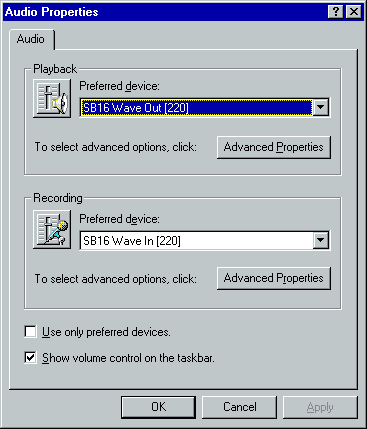 Audio Properties
Audio
Playback
Preferred device:
SB16 Wave Out [220]
To select advanced options, click:
Advanced Properties
Recording
Preferred device:
SB16 Wave In [220]
To select advanced options, click:
Advanced Properties
Use only preferred devices.
Show volume control on the taskbar.
OK Cancel Apply